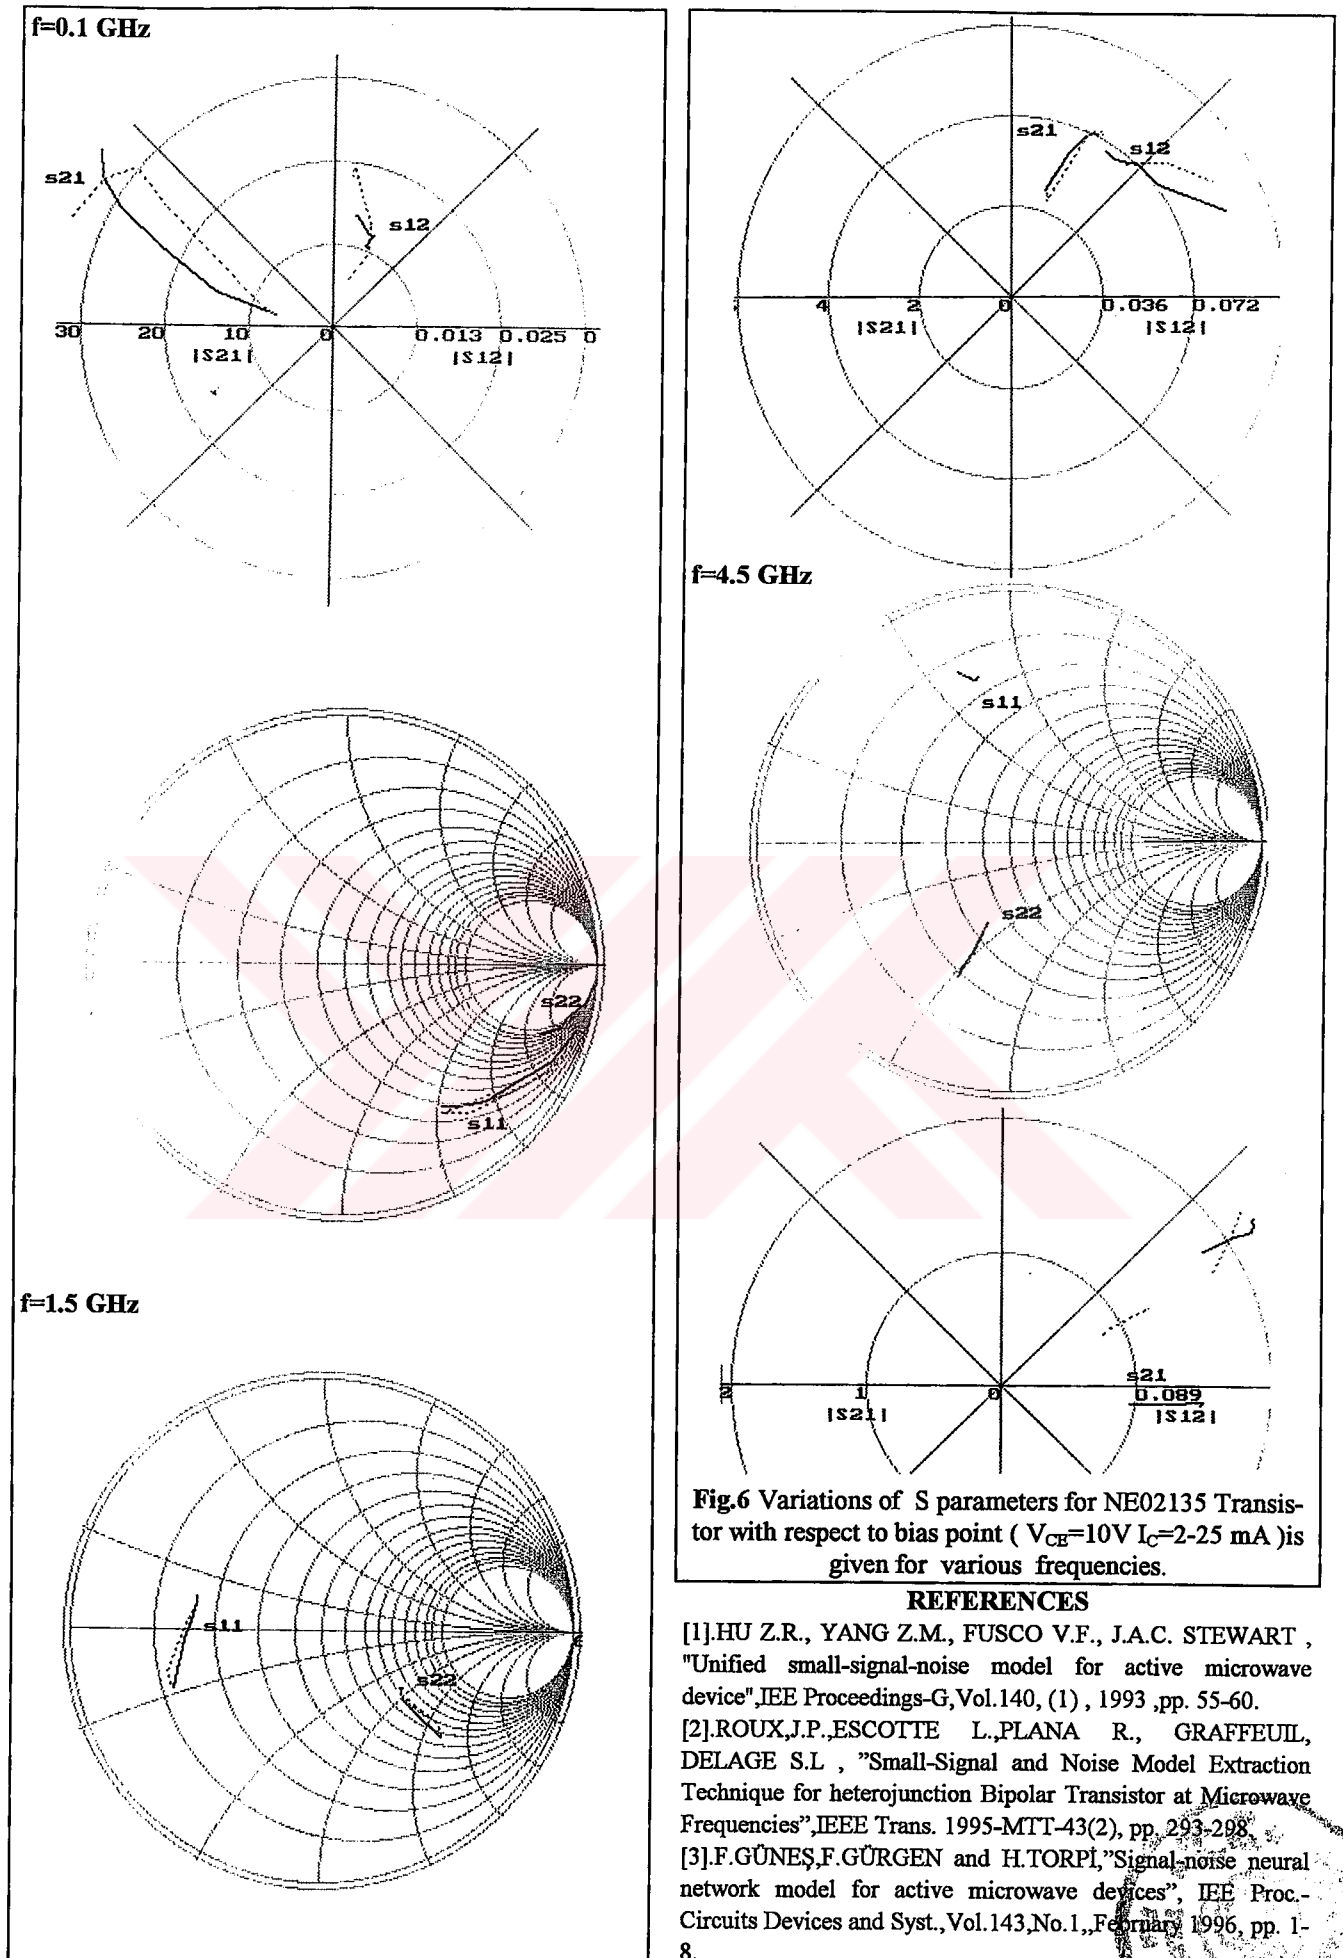 f=0.1 GHz
s21
s12
30 20 10 0 0.013 0.025 0
|S21| |S12|
s22
s11
f=1.5 GHz
s11
s22
s21
s12
4 2 0 0.036 0.072
|S21| |S12|
f=4.5 GHz
s11
s22
s21
2 1 0 0.089
|S21| |S12|
Fig.6 Variations of S parameters for NE02135 Transis-
tor with respect to bias point ( VCE=10V IC=2-25 mA )is
given for various frequencies.
REFERENCES
[1].HU Z.R., YANG Z.M., FUSCO V.F., J.A.C. STEWART ,
"Unified small-signal-noise model for active microwave
device",IEE Proceedings-G,Vol.140, (1) , 1993 ,pp. 55-60.
[2].ROUX,J.P.,ESCOTTE L.,PLANA R., GRAFFEUIL,
DELAGE S.L , "Small-Signal and Noise Model Extraction
Technique for heterojunction Bipolar Transistor at Microwave
Frequencies",IEEE Trans. 1995-MTT-43(2), pp. 293-298.
[3].F.GÜNEŞ,F.GÜRGEN and H.TORPİ,"Signal-noise neural
network model for active microwave devices", IEE Proc.-
Circuits Devices and Syst.,Vol.143,No.1,,February 1996, pp. 1-
8.